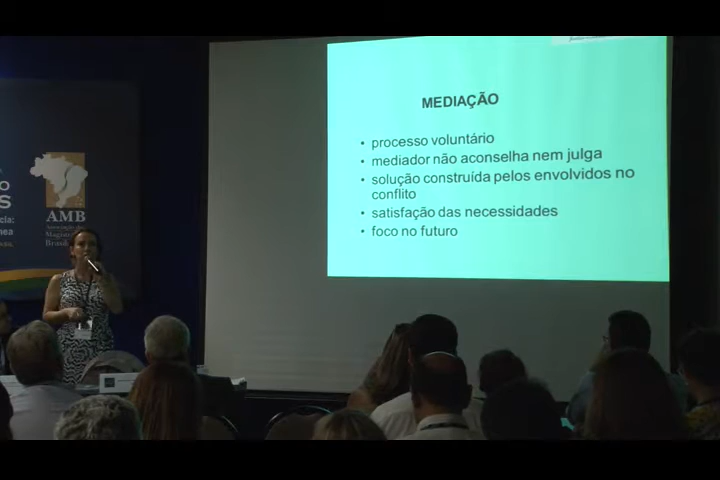 MEDIAÇÃO
• processo voluntário
• mediador não aconselha nem julga
• solução construída pelos envolvidos no
conflito
• satisfação das necessidades
• foco no futuro
AMB